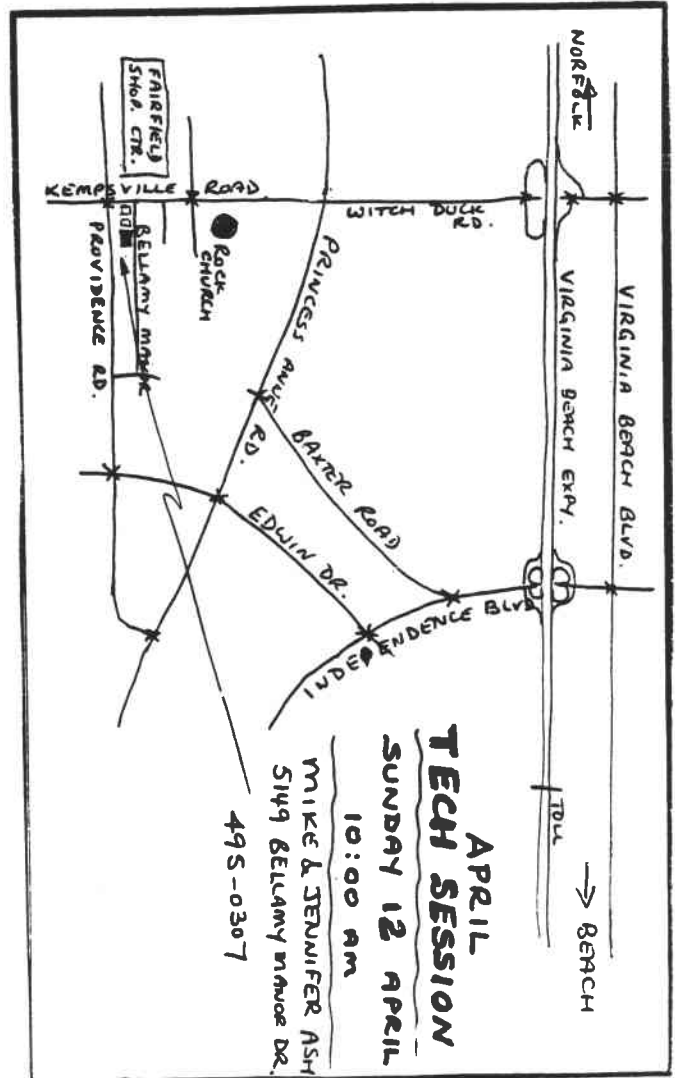 NORFOLK
VIRGINIA BEACH BLVD.
VIRGINIA BEACH EXPY.
TOLL
BEACH
WITCH DUCK
RD.
KEMPSVILLE ROAD
FAIRFIELD
SHOP. CTR.
ROCK
CHURCH
BELLAMY MANOR
PROVIDENCE RD.
PRINCESS ANNE RD.
BAXTER ROAD
EDWIN DR.
INDEPENDENCE BLVD
APRIL
TECH SESSION
SUNDAY 12 APRIL
10:00 AM
MIKE & JENNIFER ASH
5149 BELLAMY MANOR DR.
495-0307